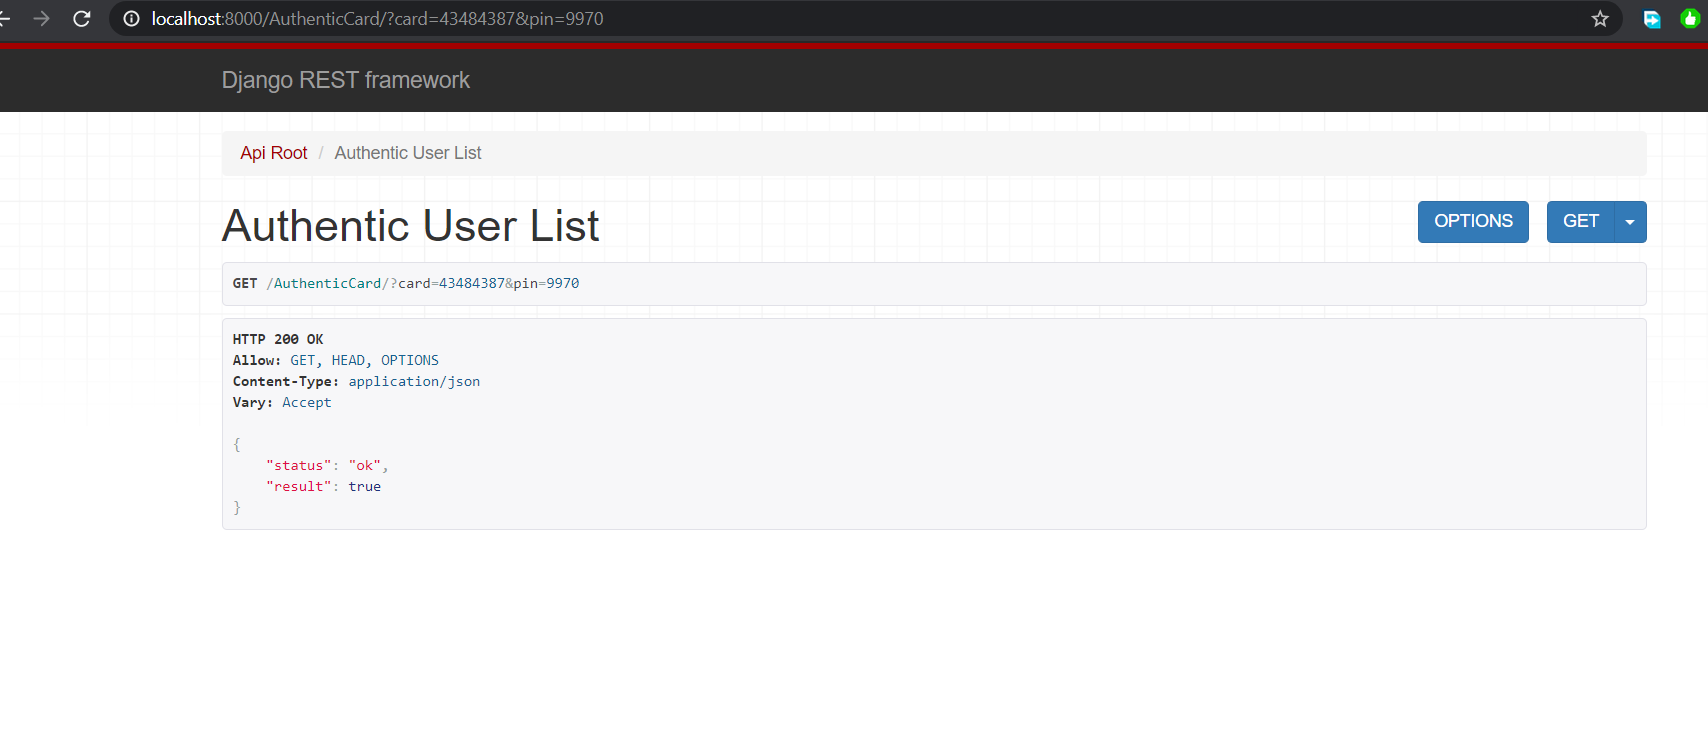 localhost:8000/AuthenticCard/?card=43484387&pin=9970
Django REST framework
Api Root / Authentic User List
Authentic User List
OPTIONS GET
GET /AuthenticCard/?card=43484387&pin=9970
HTTP 200 OK
Allow: GET, HEAD, OPTIONS
Content-Type: application/json
Vary: Accept
{
    "status": "ok",
    "result": true
}